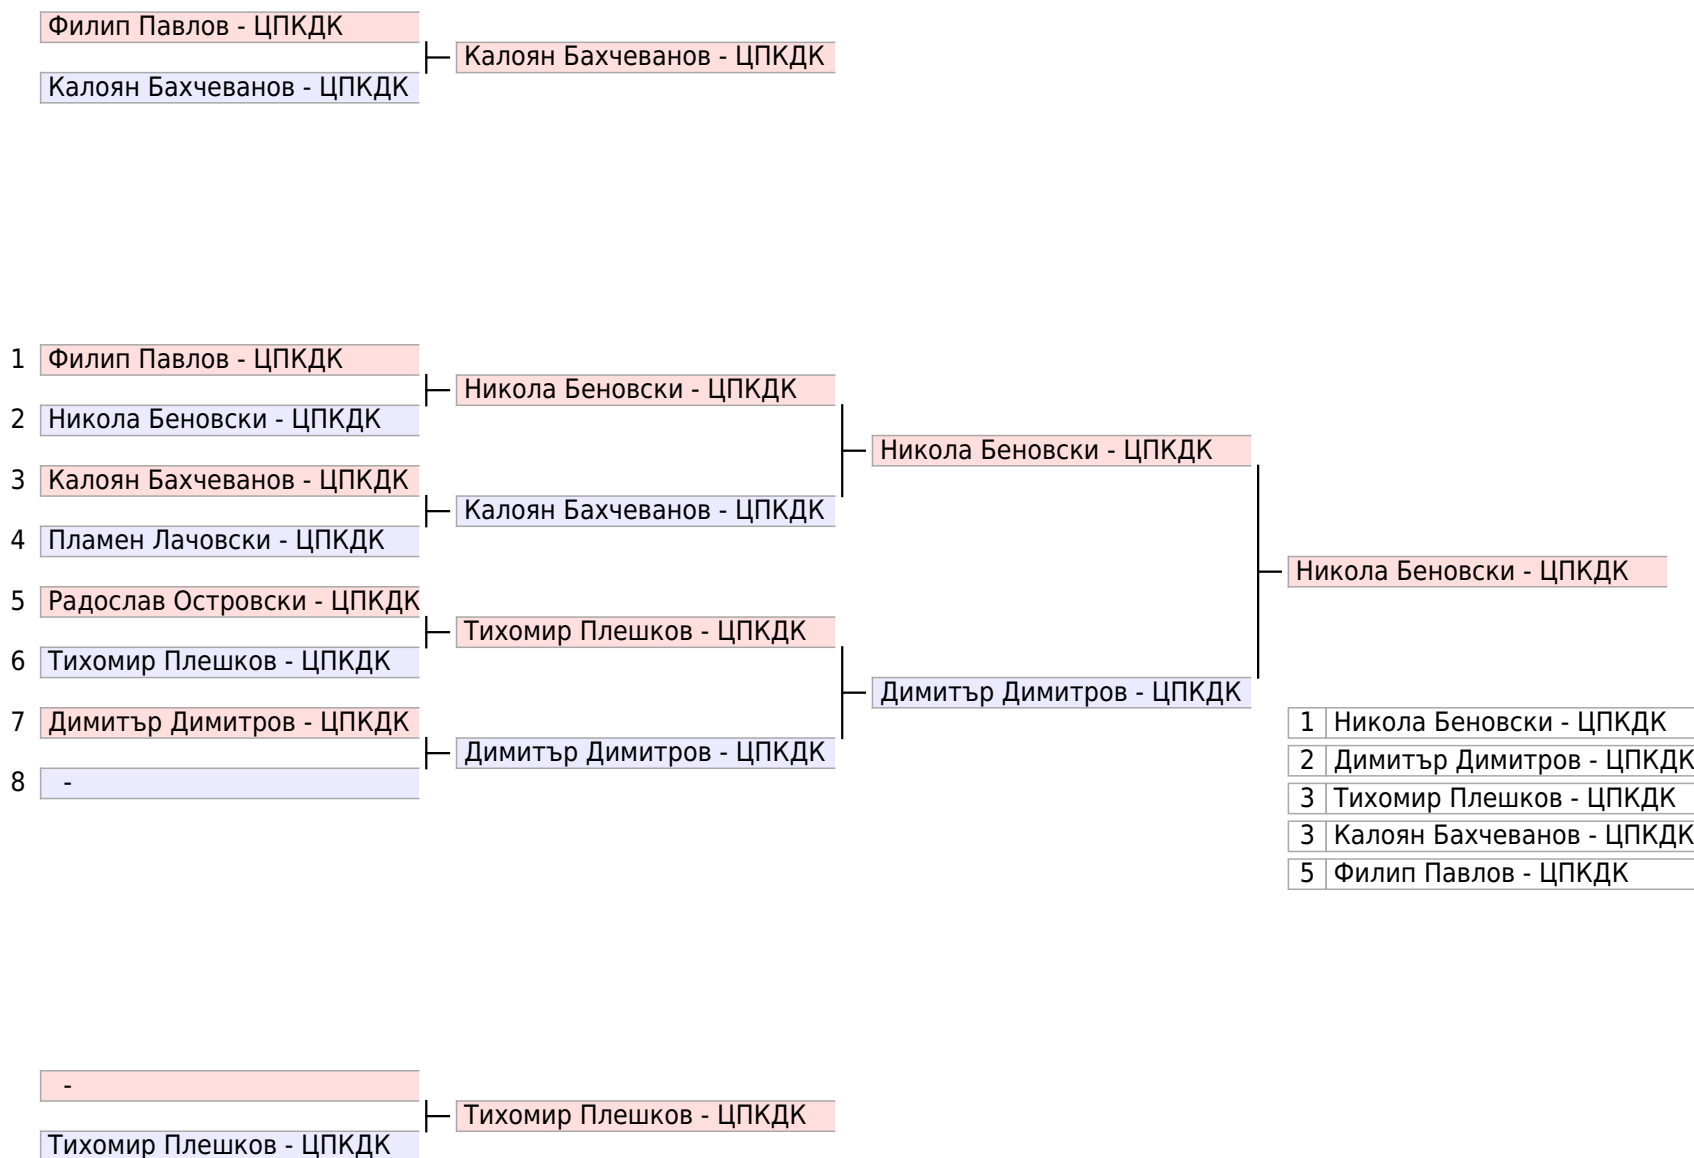 Филип Павлов - ЦПКДК
Калоян Бахчеванов - ЦПКДК
Калоян Бахчеванов - ЦПКДК
1 Филип Павлов - ЦПКДК
Никола Беновски - ЦПКДК
2 Никола Беновски - ЦПКДК
Никола Беновски - ЦПКДК
3 Калоян Бахчеванов - ЦПКДК
Калоян Бахчеванов - ЦПКДК
4 Пламен Лачовски - ЦПКДК
Никола Беновски - ЦПКДК
5 Радослав Островски - ЦПКДК
Тихомир Плешков - ЦПКДК
6 Тихомир Плешков - ЦПКДК
Димитър Димитров - ЦПКДК
7 Димитър Димитров - ЦПКДК
Димитър Димитров - ЦПКДК
8 -
1 Никола Беновски - ЦПКДК
2 Димитър Димитров - ЦПКДК
3 Тихомир Плешков - ЦПКДК
3 Калоян Бахчеванов - ЦПКДК
5 Филип Павлов - ЦПКДК
-
Тихомир Плешков - ЦПКДК
Тихомир Плешков - ЦПКДК